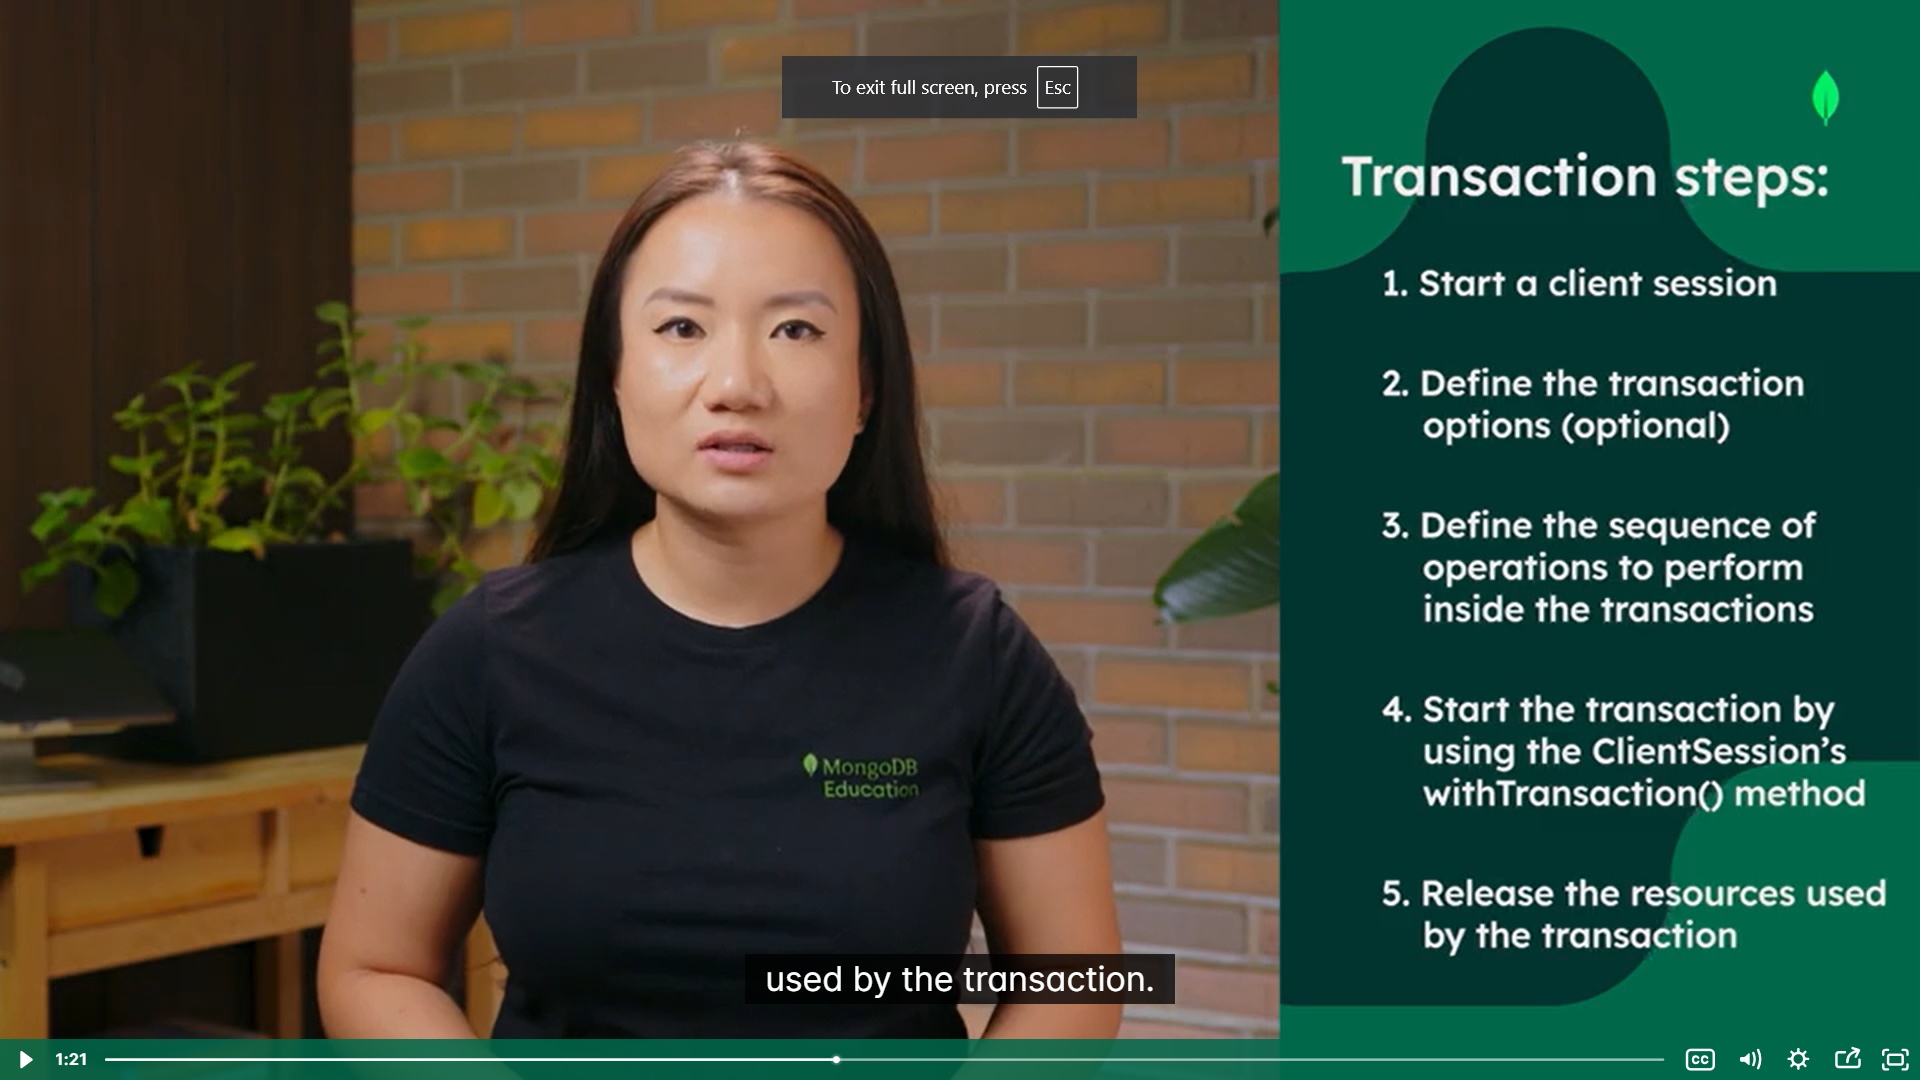 To exit full screen, press Esc
Transaction steps:
1. Start a client session
2. Define the transaction
options (optional)
3. Define the sequence of
operations to perform
inside the transactions
4. Start the transaction by
using the ClientSession’s
withTransaction() method
5. Release the resources used
by the transaction
MongoDB
Education
used by the transaction.
1:21
CC